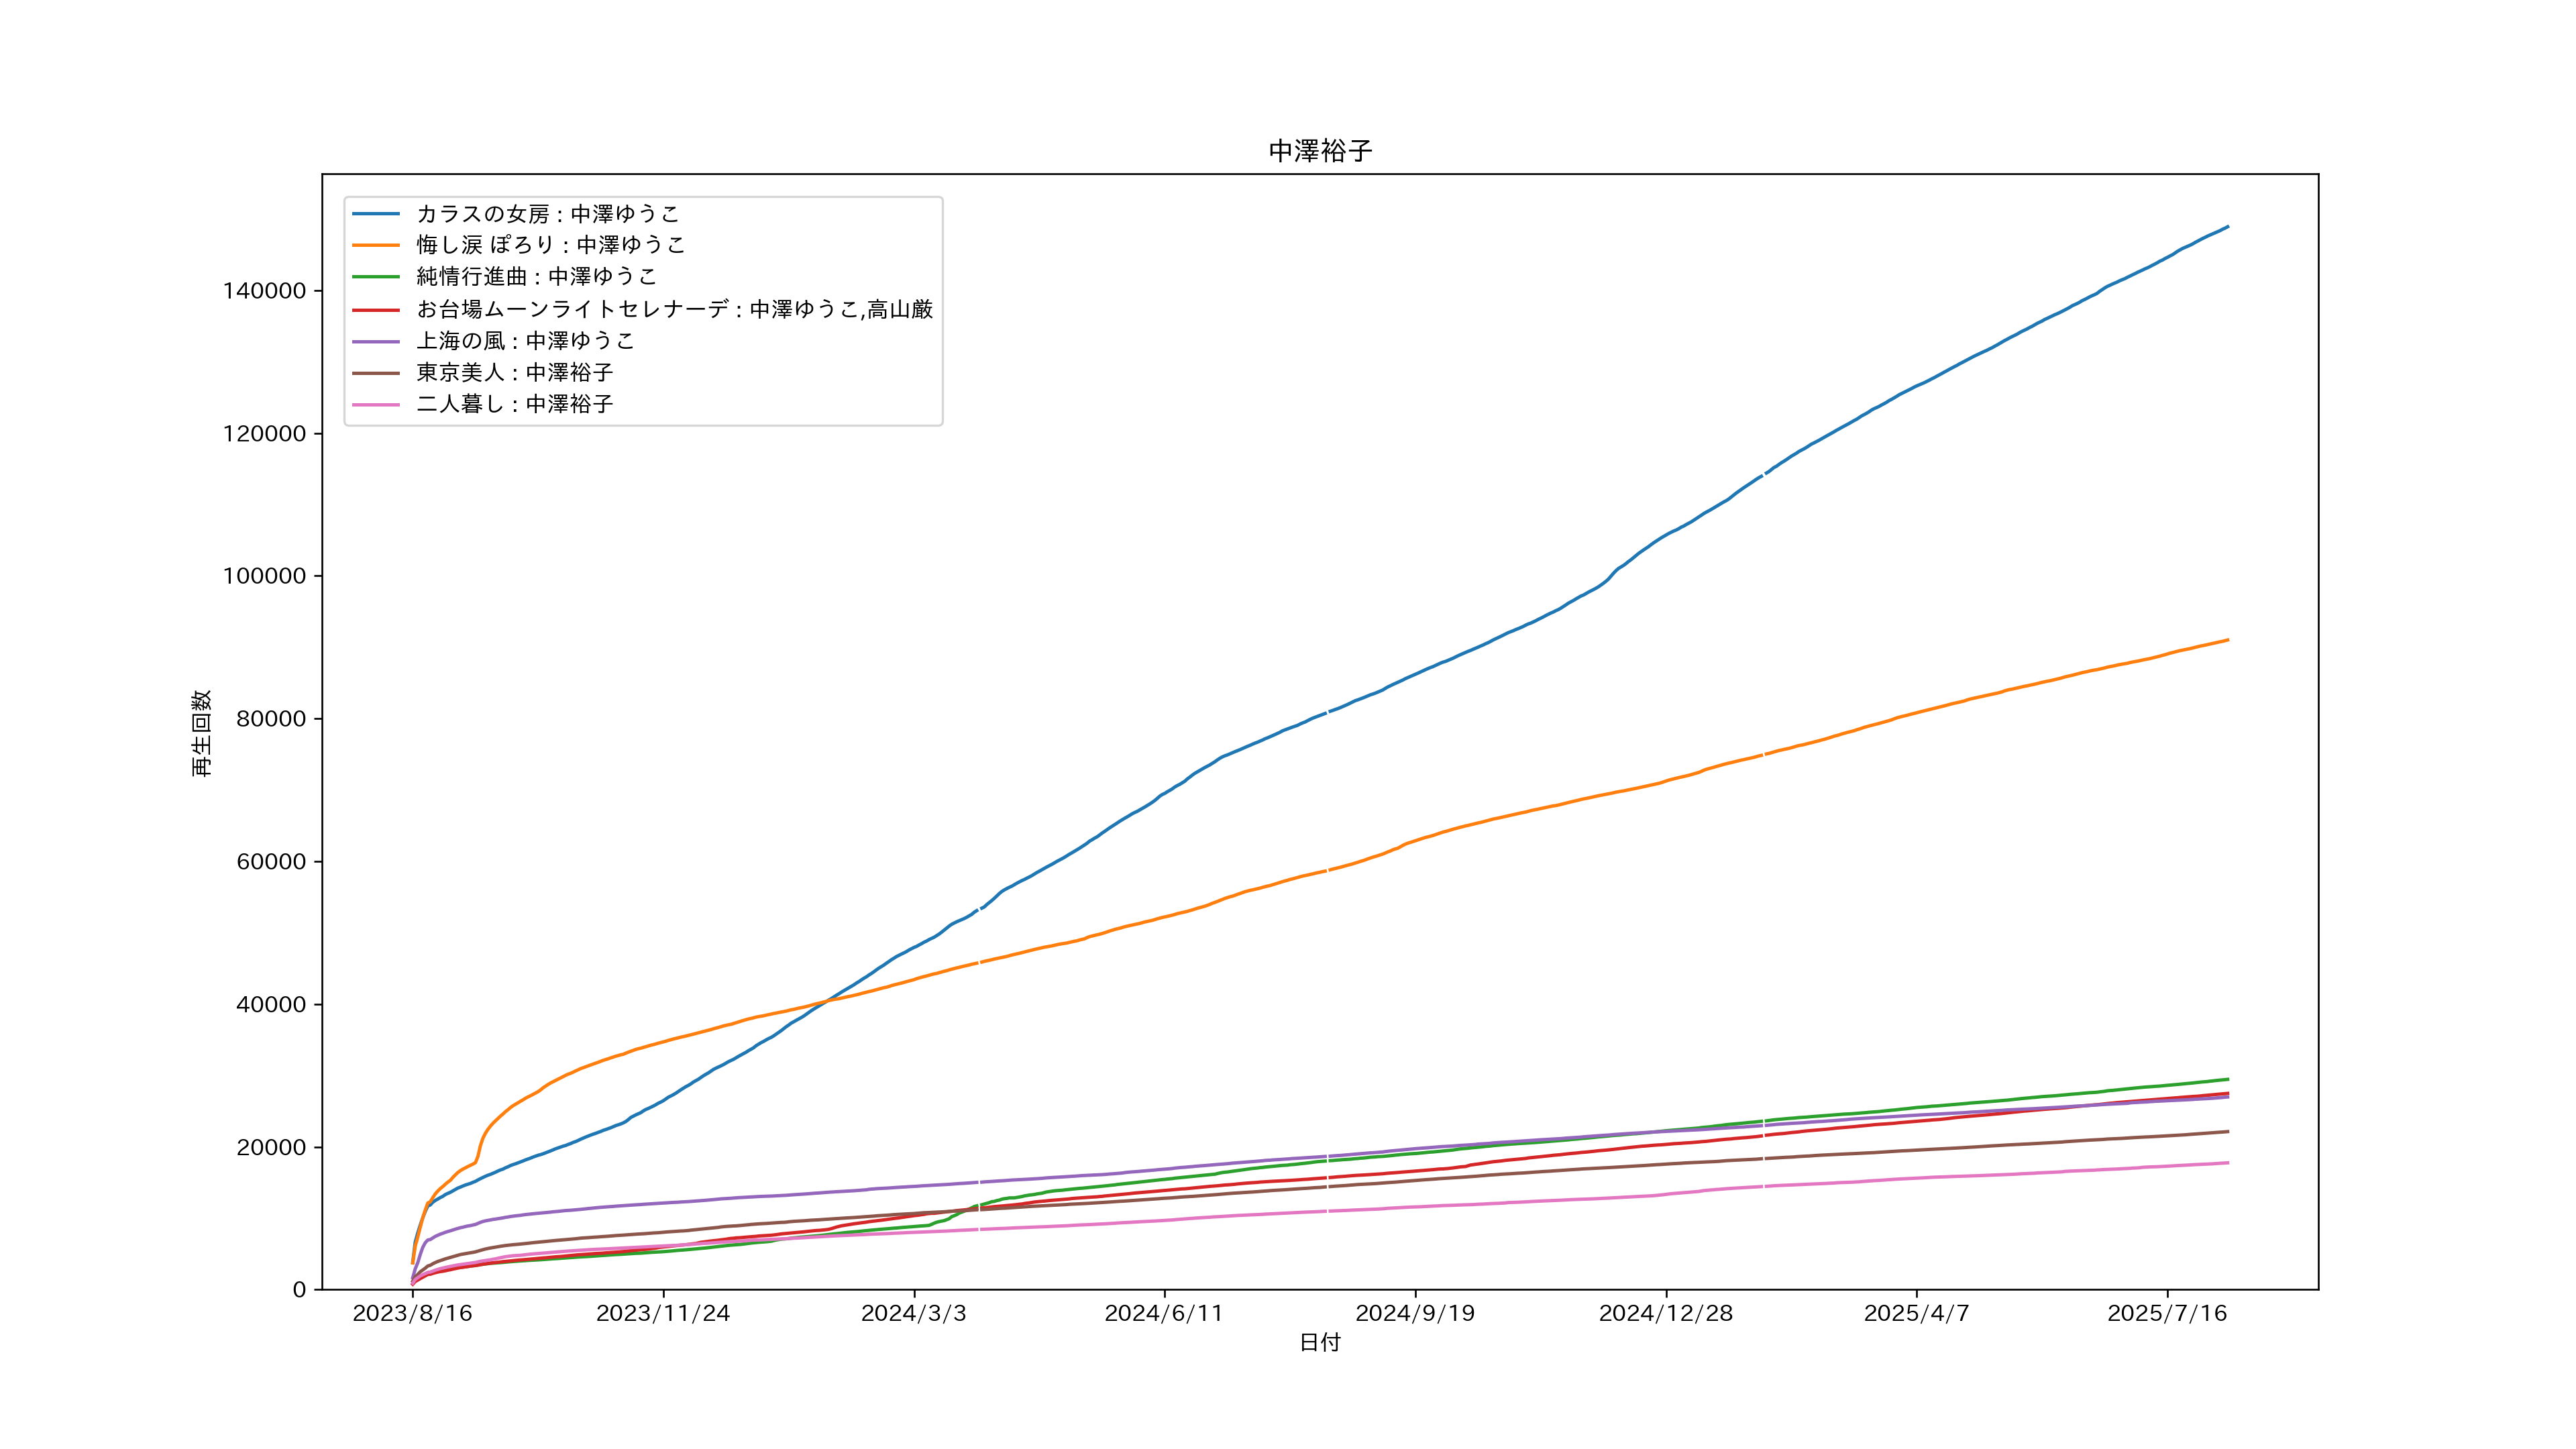 中澤裕子
カラスの女房 : 中澤ゆうこ
悔し涙 ぽろり : 中澤ゆうこ
純情行進曲 : 中澤ゆうこ
お台場ムーンライトセレナーデ : 中澤ゆうこ,高山厳
上海の風 : 中澤ゆうこ
東京美人 : 中澤裕子
二人暮し : 中澤裕子
再生回数
140000
120000
100000
80000
60000
40000
20000
0
2023/8/16
2023/11/24
2024/3/3
2024/6/11
2024/9/19
2024/12/28
2025/4/7
2025/7/16
日付